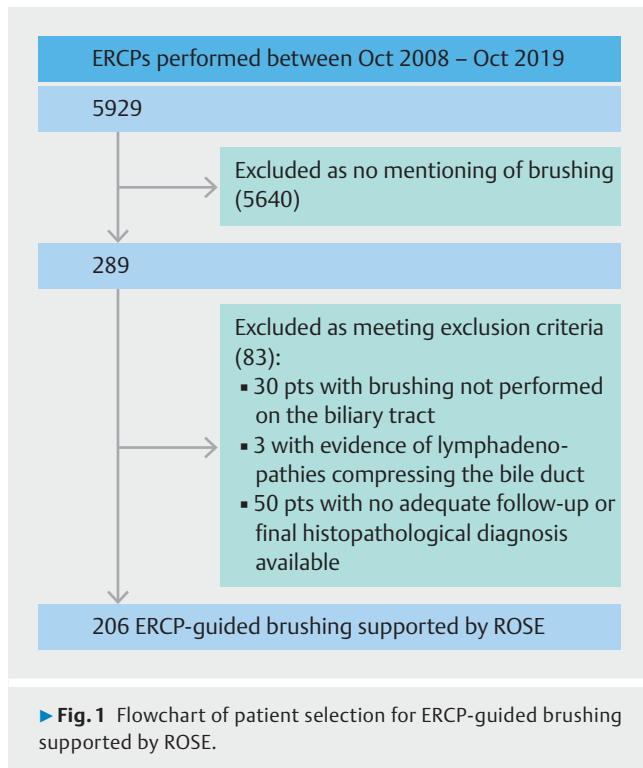 ERCPs performed between Oct 2008 – Oct 2019
5929
Excluded as no mentioning of brushing
(5640)
289
Excluded as meeting exclusion criteria
(83):
▪ 30 pts with brushing not performed
on the biliary tract
▪ 3 with evidence of lymphadeno-
pathies compressing the bile duct
▪ 50 pts with no adequate follow-up or
final histopathological diagnosis
available
206 ERCP-guided brushing supported by ROSE
►Fig. 1 Flowchart of patient selection for ERCP-guided brushing
supported by ROSE.